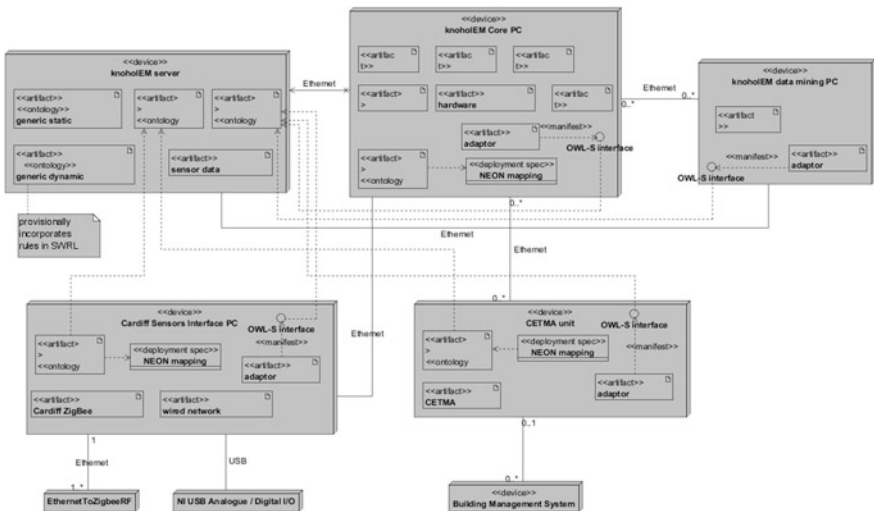 <<device>>
knoholEM server
<<artifact>>
<<ontology>>
generic static
<<artifact>
>
<<ontology
<<artifact>
>
<<ontology
<<artifact>>
<<ontology>>
generic dynamic
<<artifact>>
sensor data
provisionally
incorporates
rules in SWRL
Ethernet
<<device>>
knoholEM Core PC
<<artifac
t>>
<<artifac
t>>
<<artifac
t>>
<<artifact>
>
<<artifact>>
hardware
<<artifac
t>>
<<artifact>>
adaptor
<<manifest>>
OWL-S interface
<<artifact>
>
<<ontology
<<deployment spec>>
NEON mapping
Ethernet
0..*
0..*
<<device>>
knoholEM data mining PC
<<artifact
>>
<<manifest>>
OWL-S interface
<<artifact>>
adaptor
0..*
Ethernet
Ethernet
Ethernet
0..*
<<device>>
Cardiff Sensors Interface PC
OWL-S interface
<<artifact>
>
<<ontology
<<deployment spec>>
NEON mapping
<<manifest>>
<<artifact>>
adaptor
<<artifact>>
Cardiff ZigBee
<<artifact>>
wired network
<<device>>
CETMA unit
OWL-S interface
<<artifact>
>
<<ontology
<<deployment spec>>
NEON mapping
<<manifest>>
<<artifact>>
CETMA
<<artifact>>
adaptor
1
Ethernet
1..*
USB
0..1
0..*
EthernetToZigbeeRF
NI USB Analogue / Digital I/O
<<device>>
Building Management System